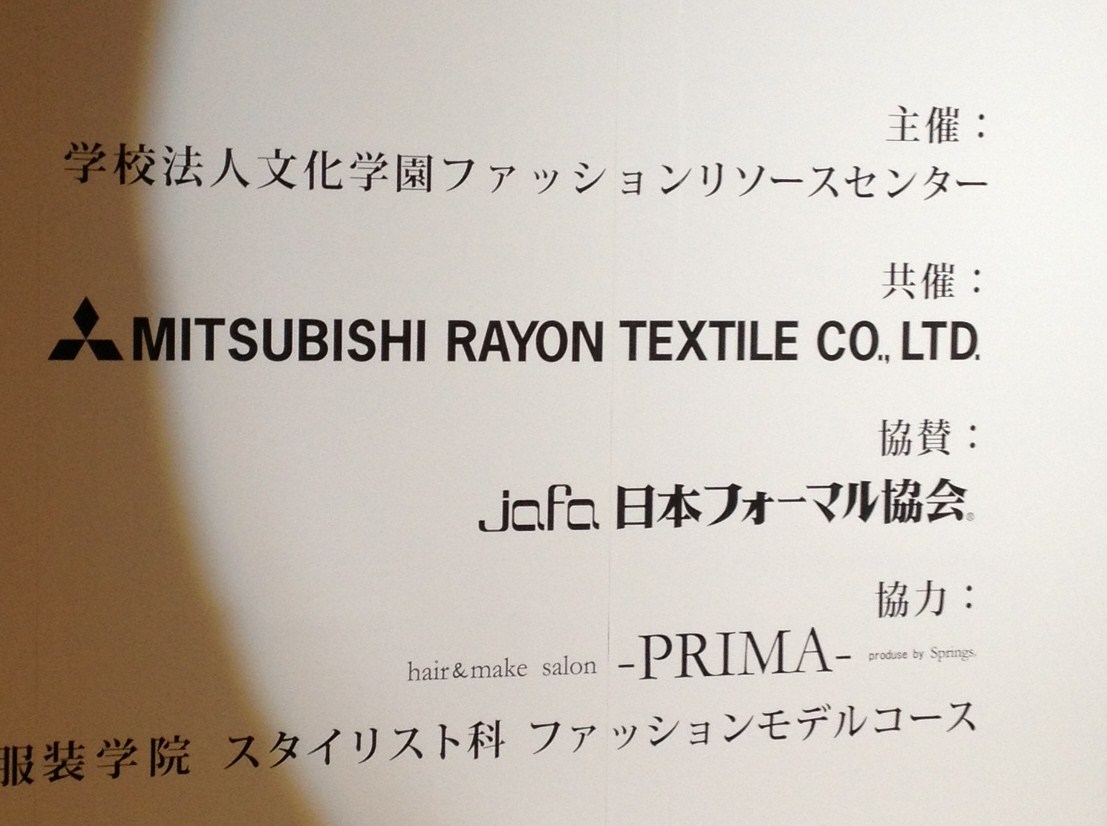 主催：
学校法人文化学園ファッションリソースセンター
共催：
MITSUBISHI RAYON TEXTILE CO., LTD.
協賛：
jafa 日本フォーマル協会®
協力：
hair&make salon -PRIMA- produse by Springs.
服装学院 スタイリスト科 ファッションモデルコース